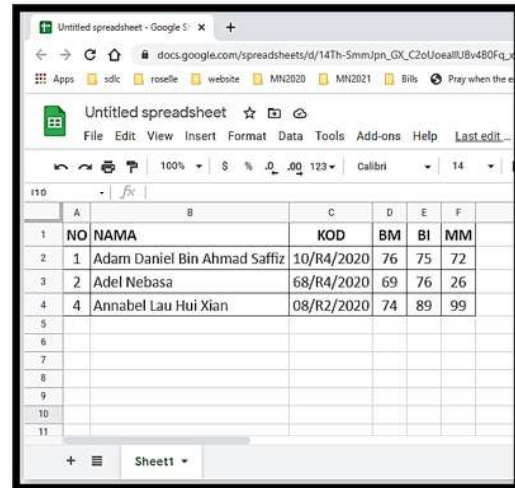 Untitled spreadsheet - Google S
docs.google.com/spreadsheets/d/14Th-5mmJpn_GX_C2oUoeallUBv4B0Fq_x
Apps sdlc roselle website MN2020 MN2021 Bills Pray when the e
Untitled spreadsheet
File Edit View Insert Format Data Tools Add-ons Help Last edit ...
100% $ % .0 .00 123 Calibri 14
I10 fx
A B C D E F
1 NO NAMA KOD BM BI MM
2 1 Adam Daniel Bin Ahmad Saffiz 10/R4/2020 76 75 72
3 2 Adel Nebasa 68/R4/2020 69 76 26
4 4 Annabel Lau Hui Xian 08/R2/2020 74 89 99
5
6
7
8
9
10
11
Sheet1